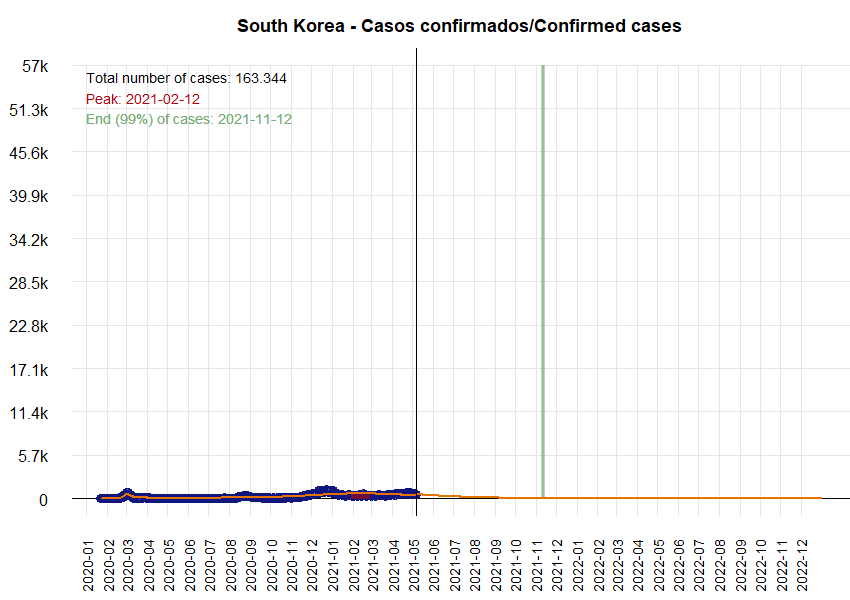 South Korea - Casos confirmados/Confirmed cases
57k
51.3k
45.6k
39.9k
34.2k
28.5k
22.8k
17.1k
11.4k
5.7k
0
Total number of cases: 163.344
Peak: 2021-02-12
End (99%) of cases: 2021-11-12
2020-01
2020-02
2020-03
2020-04
2020-05
2020-06
2020-07
2020-08
2020-09
2020-10
2020-11
2020-12
2021-01
2021-02
2021-03
2021-04
2021-05
2021-06
2021-07
2021-08
2021-09
2021-10
2021-11
2021-12
2022-01
2022-02
2022-03
2022-04
2022-05
2022-06
2022-07
2022-08
2022-09
2022-10
2022-11
2022-12